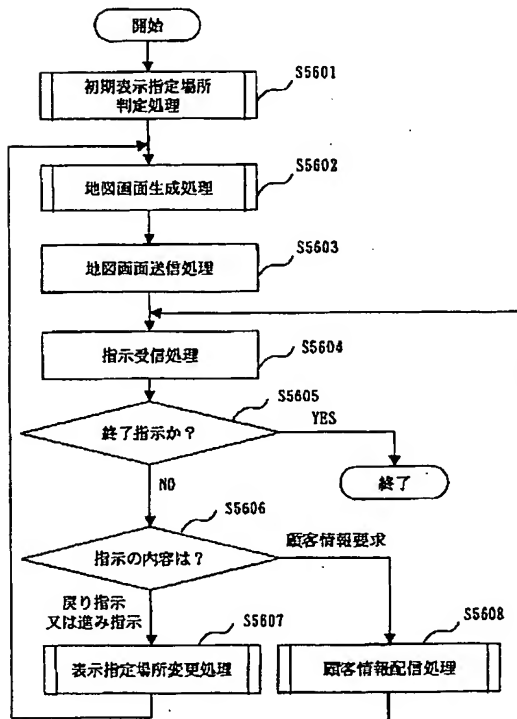 開始
初期表示指定場所
判定処理
S5601
地図画面生成処理
S5602
地図画面送信処理
S5603
指示受信処理
S5604
終了指示か？
S5605
YES
終了
NO
指示の内容は？
S5606
顧客情報要求
戻り指示
又は進み指示
S5607
表示指定場所変更処理
S5608
顧客情報配信処理